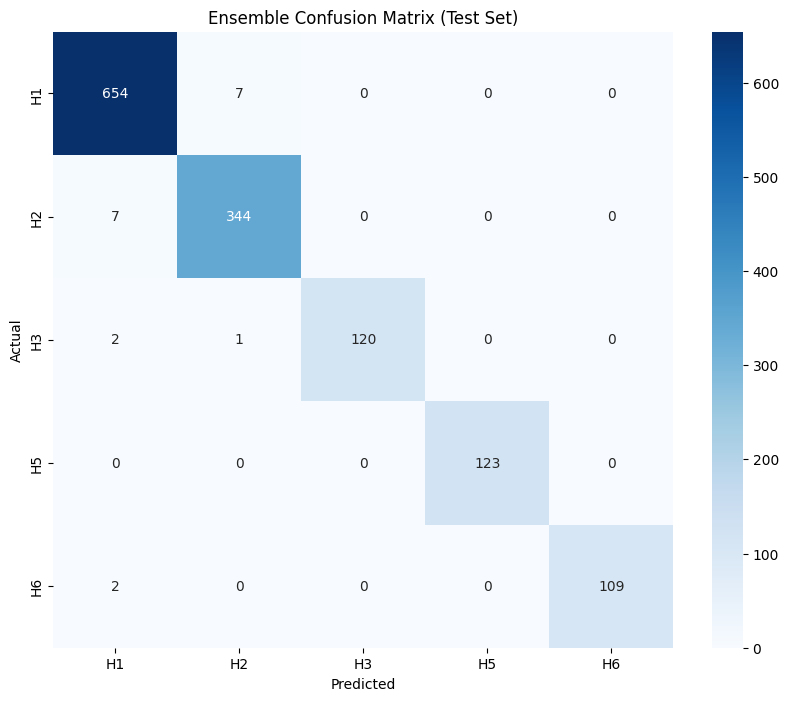 Ensemble Confusion Matrix (Test Set)
H1 654 7 0 0 0
H2 7 344 0 0 0
H3 2 1 120 0 0
H5 0 0 0 123 0
H6 2 0 0 0 109
H1 H2 H3 H5 H6
Predicted
Actual
600
500
400
300
200
100
0